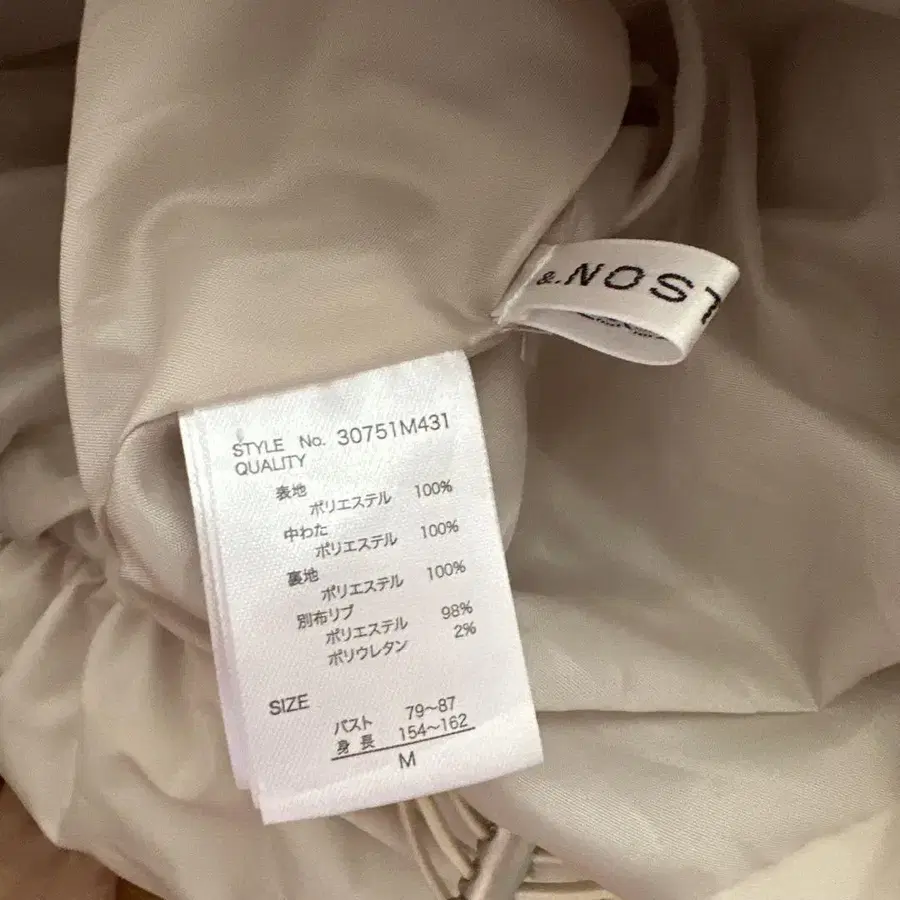 &.NOSL
STYLE No. 30751M431
QUALITY
表地
ポリエステル 100%
中わた
ポリエステル 100%
裏地
ポリエステル 100%
別布リブ
ポリエステル 98%
ポリウレタン 2%
SIZE
バスト 79~87
身長 154~162
M